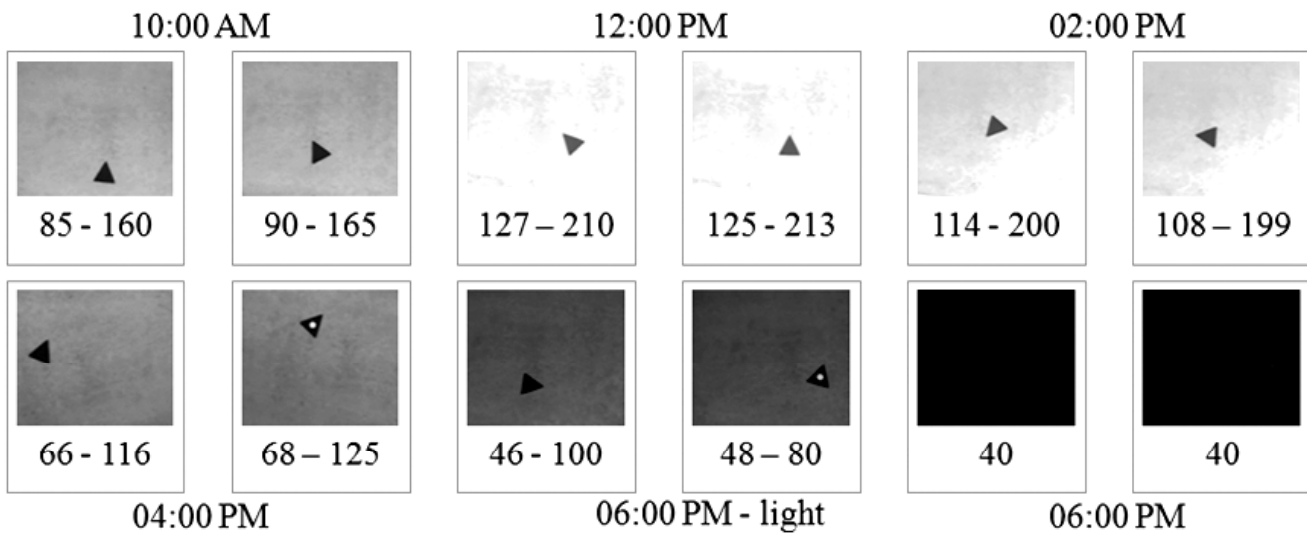 10:00 AM 12:00 PM 02:00 PM
85 - 160 90 - 165 127 – 210 125 - 213 114 - 200 108 – 199
66 - 116 68 – 125 46 - 100 48 – 80 40 40
04:00 PM 06:00 PM - light 06:00 PM